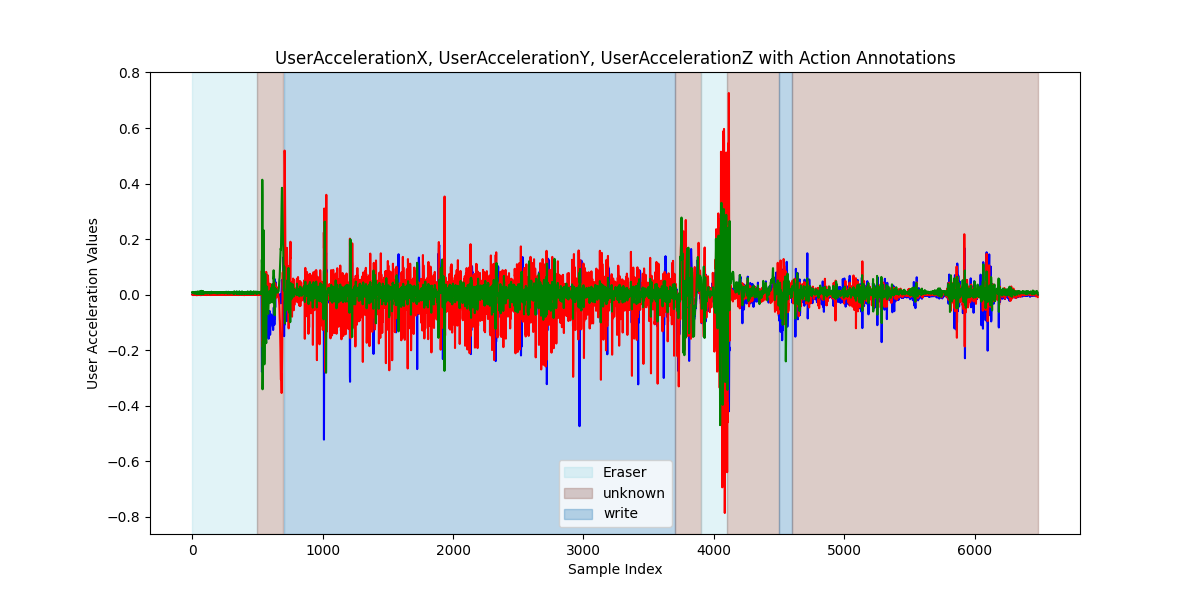 UserAccelerationX, UserAccelerationY, UserAccelerationZ with Action Annotations
0.8
0.6
0.4
0.2
0.0
−0.2
−0.4
−0.6
−0.8
User Acceleration Values
Eraser
unknown
write
0 1000 2000 3000 4000 5000 6000
Sample Index